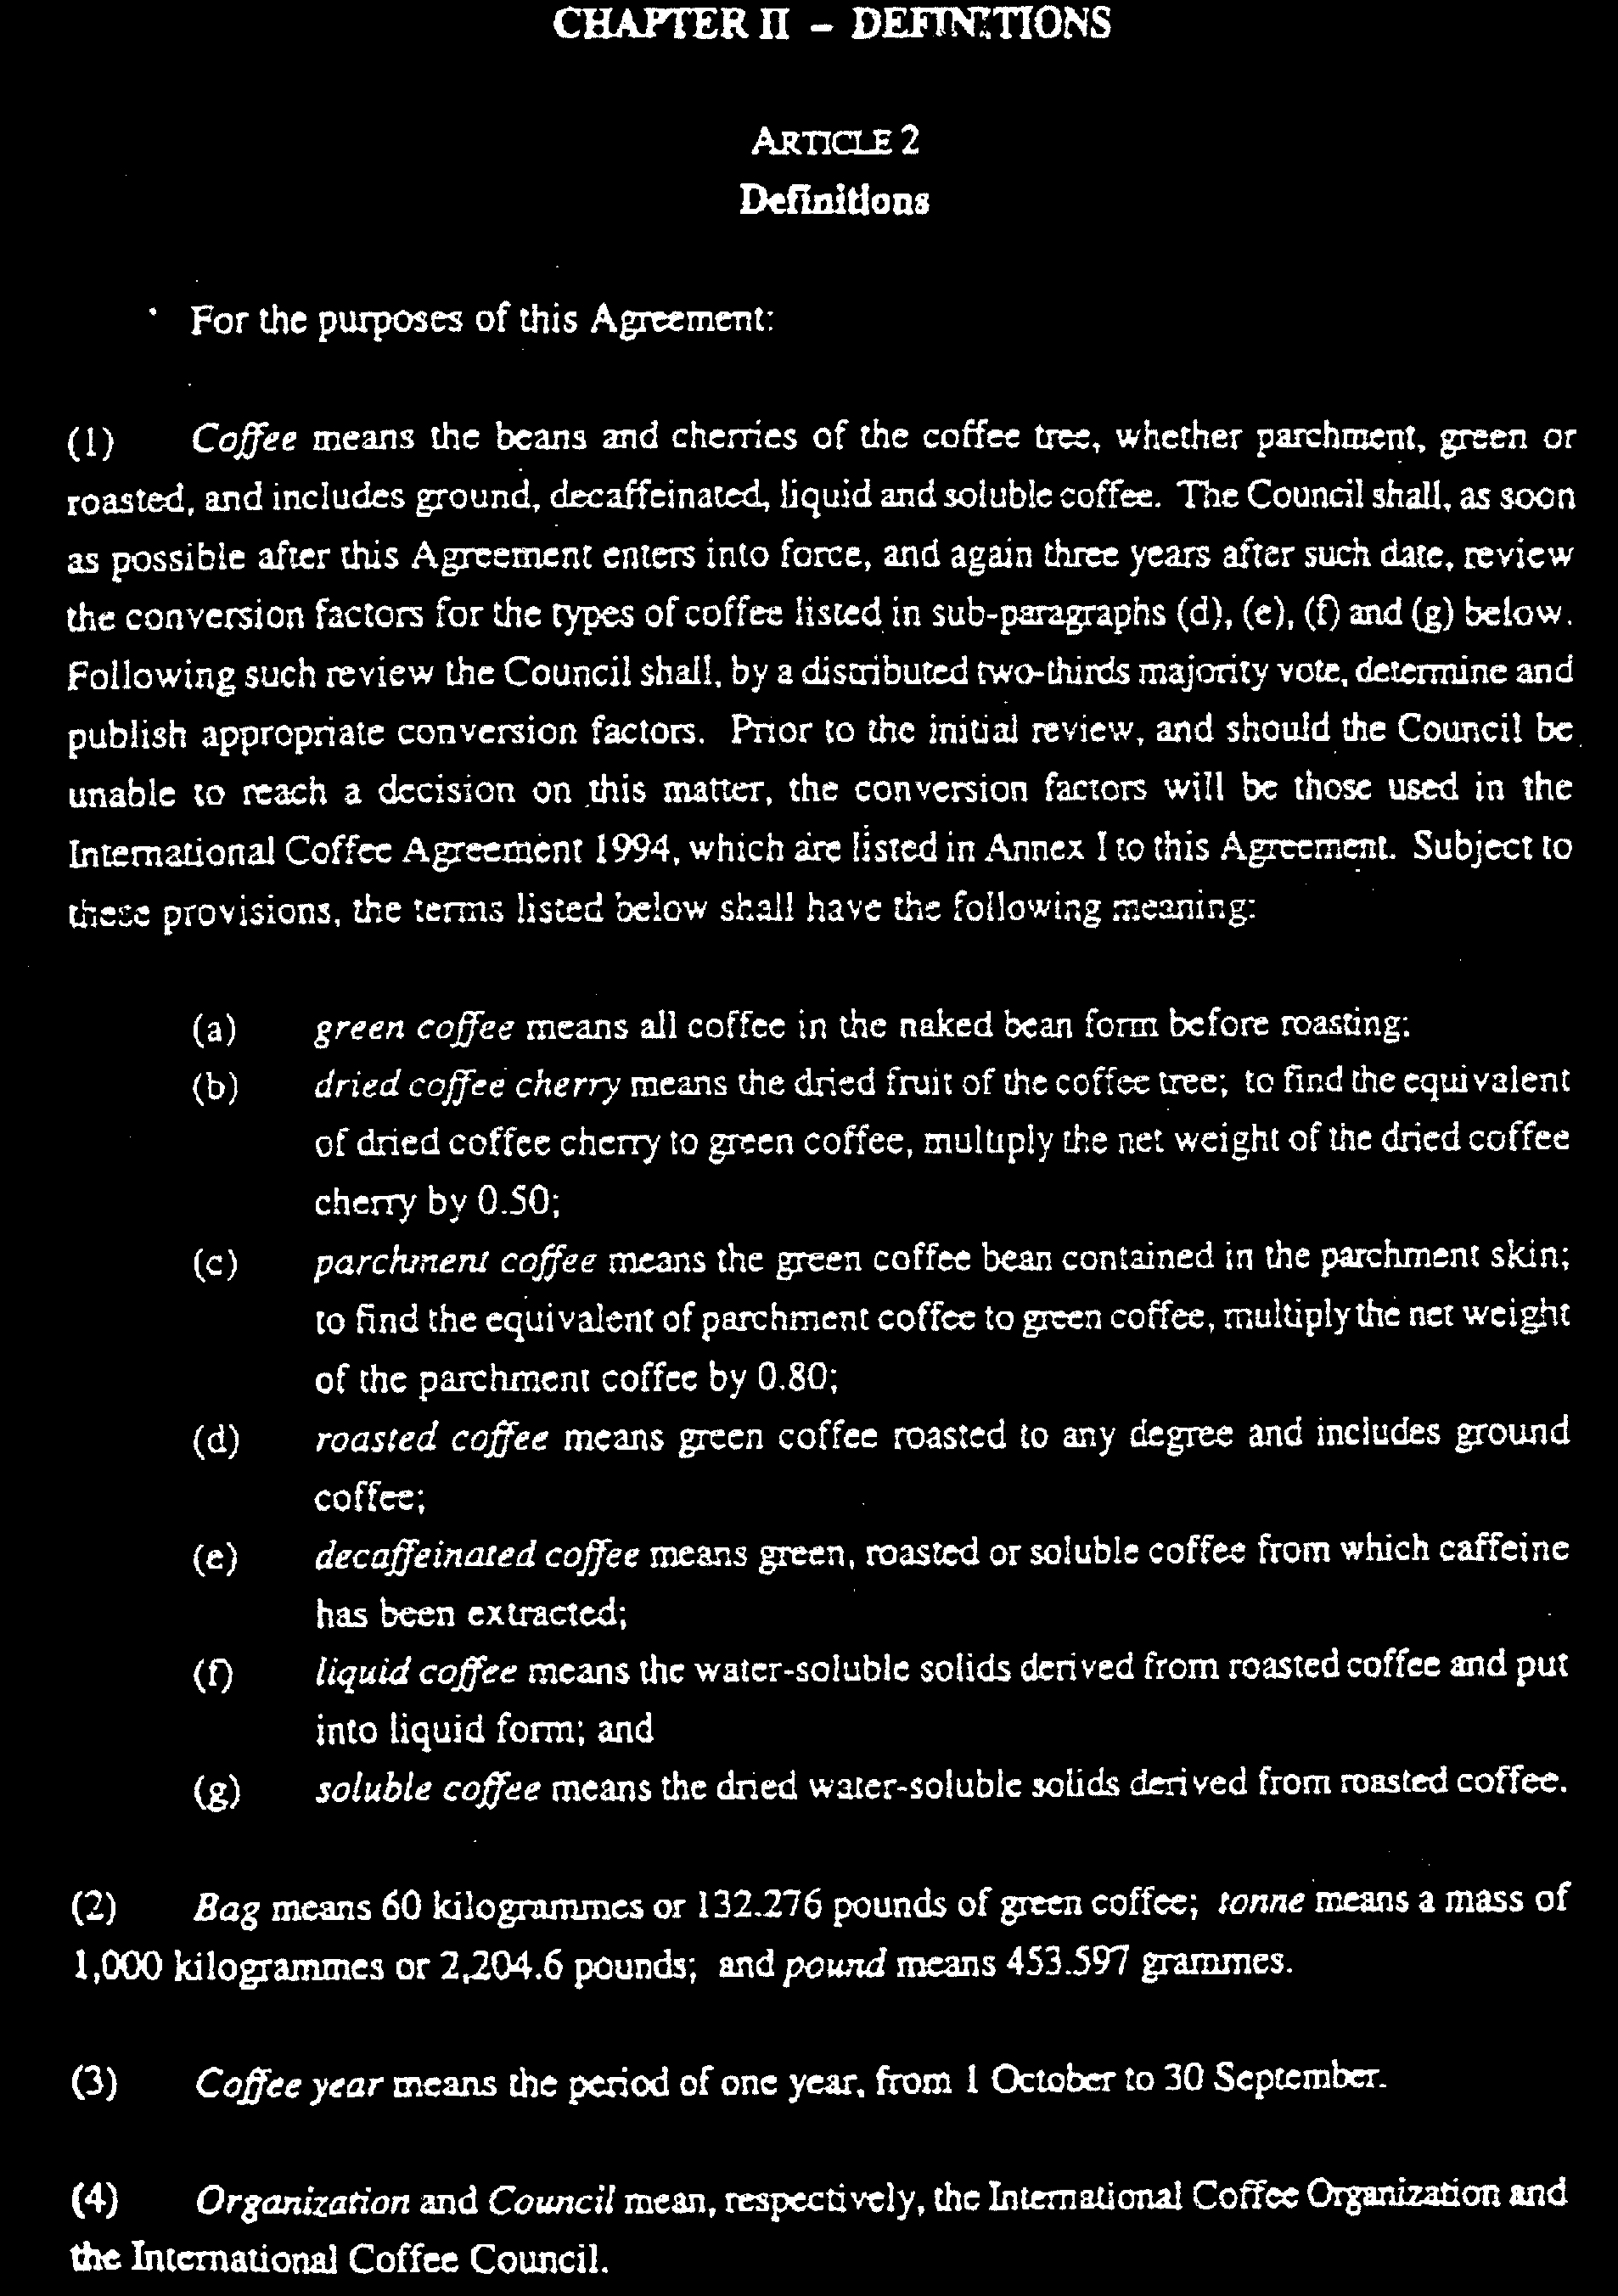 CHAPTER II – DEFINITIONS
ARTICLE 2
Definitions
For the purposes of this Agreement:
(1) Coffee means the beans and cherries of the coffee tree, whether parchment, green or
roasted, and includes ground, decaffeinated, liquid and soluble coffee. The Council shall, as soon
as possible after this Agreement enters into force, and again three years after such date, review
the conversion factors for the types of coffee listed in sub-paragraphs (d), (e), (f) and (g) below.
Following such review the Council shall, by a distributed two-thirds majority vote, determine and
publish appropriate conversion factors. Prior to the initial review, and should the Council be
unable to reach a decision on this matter, the conversion factors will be those used in the
International Coffee Agreement 1994, which are listed in Annex I to this Agreement. Subject to
these provisions, the terms listed below shall have the following meaning:
(a) green coffee means all coffee in the naked bean form before roasting;
(b) dried coffee cherry means the dried fruit of the coffee tree; to find the equivalent
of dried coffee cherry to green coffee, multiply the net weight of the dried coffee
cherry by 0.50;
(c) parchment coffee means the green coffee bean contained in the parchment skin;
to find the equivalent of parchment coffee to green coffee, multiply the net weight
of the parchment coffee by 0.80;
(d) roasted coffee means green coffee roasted to any degree and includes ground
coffee;
(e) decaffeinated coffee means green, roasted or soluble coffee from which caffeine
has been extracted;
(f) liquid coffee means the water-soluble solids derived from roasted coffee and put
into liquid form; and
(g) soluble coffee means the dried water-soluble solids derived from roasted coffee.
(2) Bag means 60 kilogrammes or 132.276 pounds of green coffee; tonne means a mass of
1,000 kilogrammes or 2,204.6 pounds; and pound means 453.597 grammes.
(3) Coffee year means the period of one year, from 1 October to 30 September.
(4) Organization and Council mean, respectively, the International Coffee Organization and
the International Coffee Council.